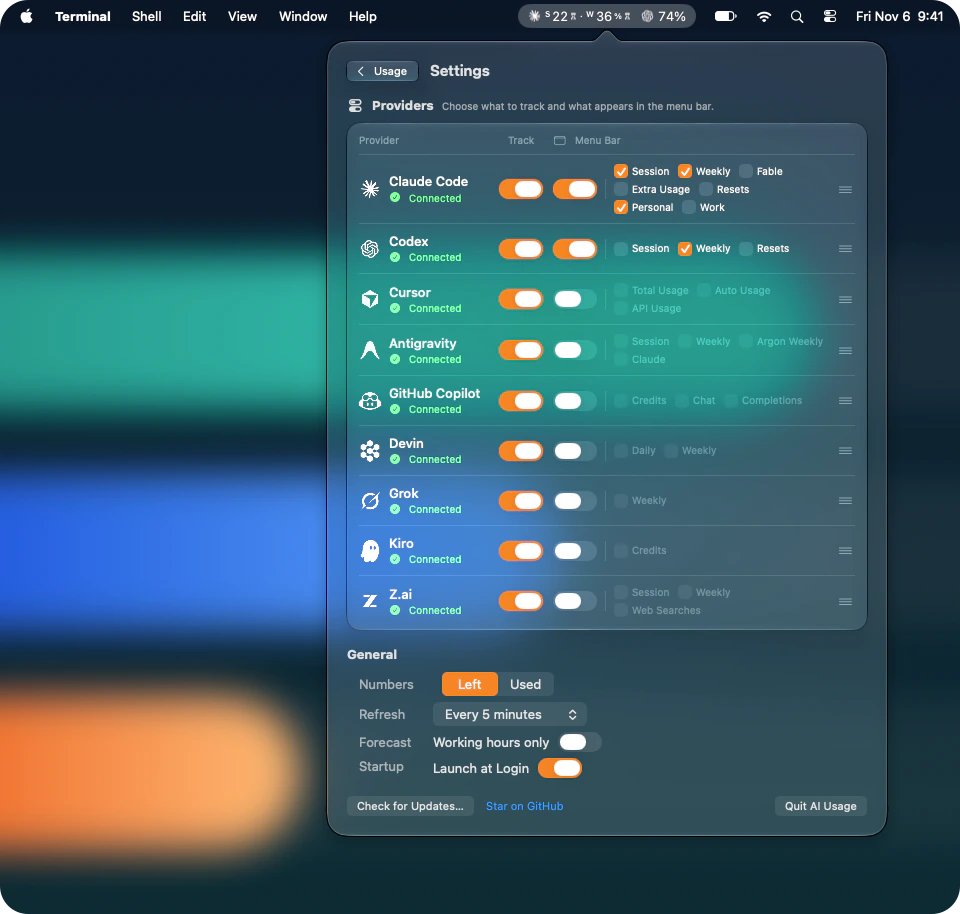 Terminal Shell Edit View Window Help S 22 · W 36 74% Fri Nov 6 9:41
Usage Settings
Providers Choose what to track and what appears in the menu bar.
Provider Track Menu Bar
Claude Code
Connected
Session Weekly Fable
Extra Usage Resets
Personal Work
Codex
Connected
Session Weekly Resets
Cursor
Connected
Total Usage Auto Usage
API Usage
Antigravity
Connected
Session Weekly Argon Weekly
Claude
GitHub Copilot
Connected
Credits Chat Completions
Devin
Connected
Daily Weekly
Grok
Connected
Weekly
Kiro
Connected
Credits
Z.ai
Connected
Session Weekly
Web Searches
General
Numbers Left Used
Refresh Every 5 minutes
Forecast Working hours only
Startup Launch at Login
Check for Updates... Star on GitHub Quit AI Usage